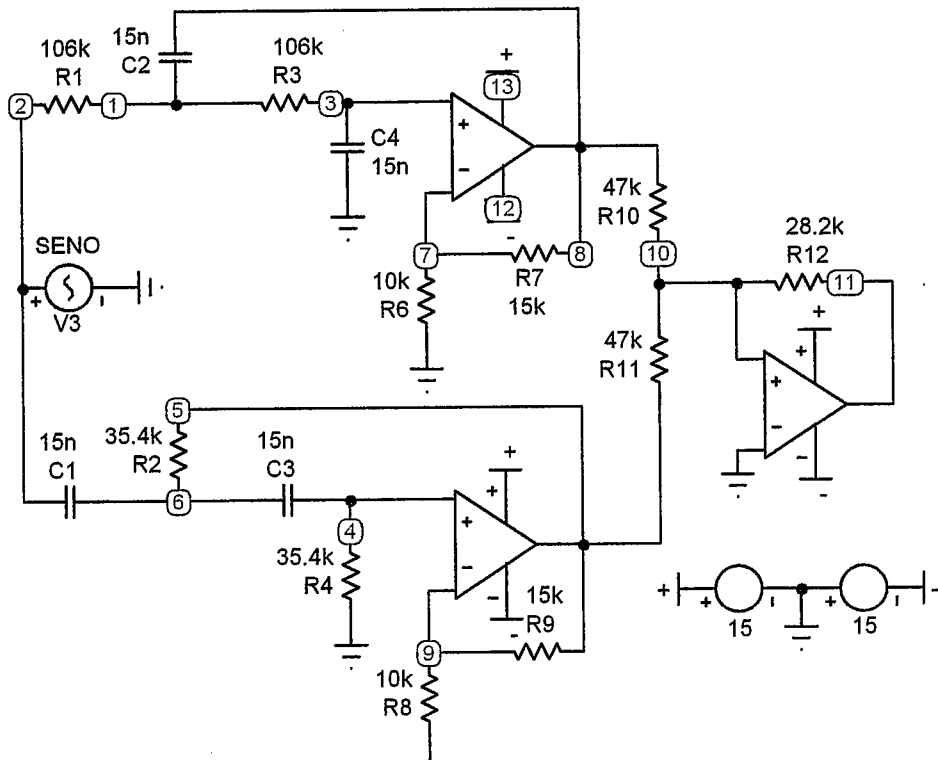 106k
R1
15n
C2
106k
R3
2
1
3
13
+
+
-
C4
15n
12
47k
R10
SENO
+
-
V3
7
-
8
R7
15k
10k
R6
10
28.2k
R12
11
47k
R11
+
+
+
-
-
-
5
35.4k
R2
15n
C1
6
15n
C3
4
35.4k
R4
+
+
+
-
-
-
15k
R9
9
10k
R8
+
+
-
15
+
-
15
-